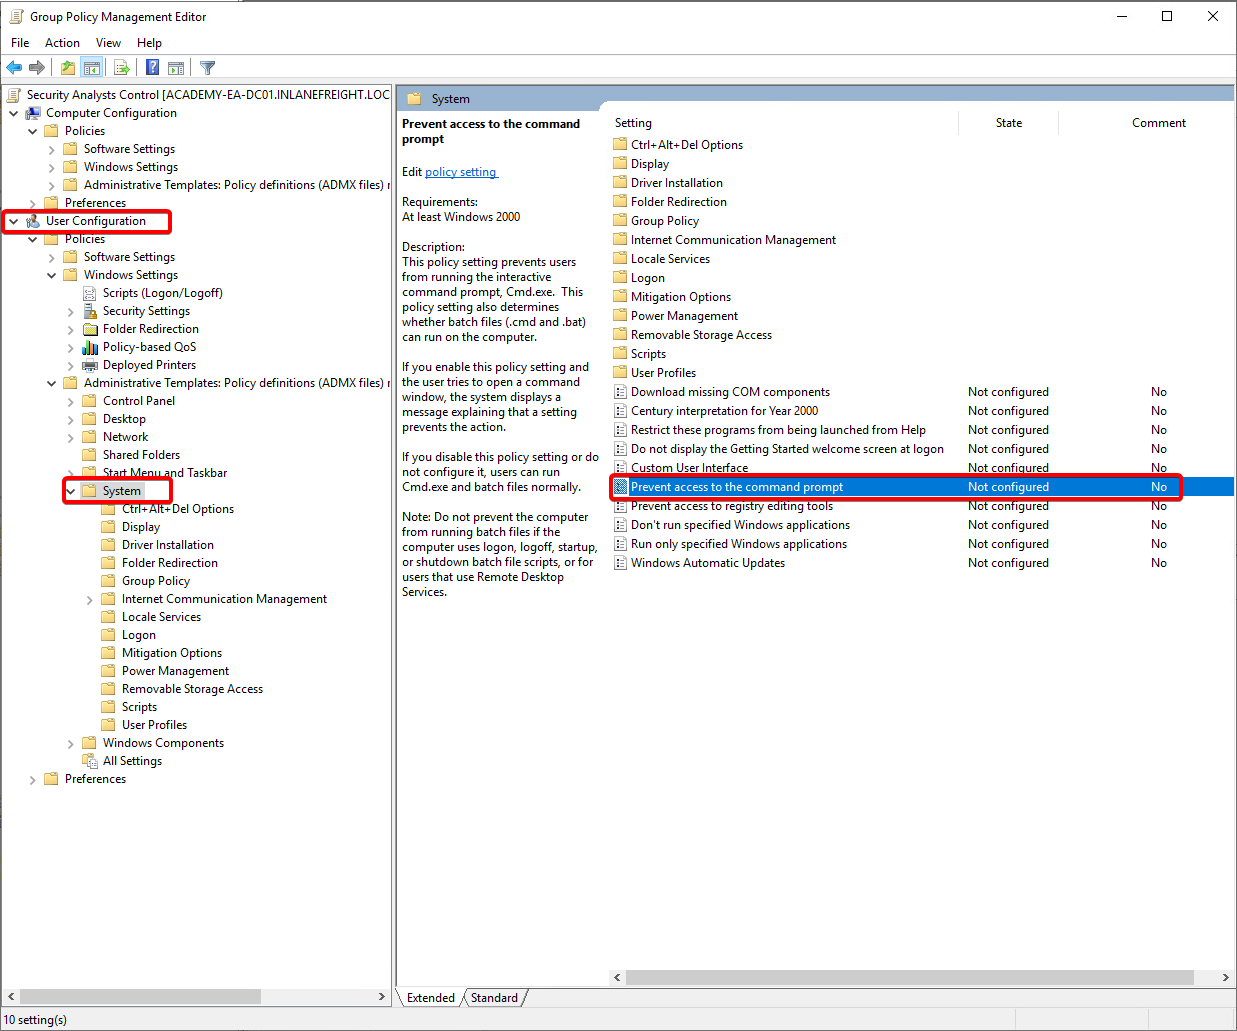 Group Policy Management Editor
File Action View Help
Security Analysts Control [ACADEMY-EA-DC01.INLANEFREIGHT.LOC
Computer Configuration
Policies
Software Settings
Windows Settings
Administrative Templates: Policy definitions (ADMX files) r
Preferences
User Configuration
Policies
Software Settings
Windows Settings
Scripts (Logon/Logoff)
Security Settings
Folder Redirection
Policy-based QoS
Deployed Printers
Administrative Templates: Policy definitions (ADMX files) r
Control Panel
Desktop
Network
Shared Folders
Start Menu and Taskbar
System
Ctrl+Alt+Del Options
Display
Driver Installation
Folder Redirection
Group Policy
Internet Communication Management
Locale Services
Logon
Mitigation Options
Power Management
Removable Storage Access
Scripts
User Profiles
Windows Components
All Settings
Preferences
System
Prevent access to the command
prompt
Edit policy setting
Requirements:
At least Windows 2000
Description:
This policy setting prevents users
from running the interactive
command prompt, Cmd.exe. This
policy setting also determines
whether batch files (.cmd and .bat)
can run on the computer.
If you enable this policy setting and
the user tries to open a command
window, the system displays a
message explaining that a setting
prevents the action.
If you disable this policy setting or do
not configure it, users can run
Cmd.exe and batch files normally.
Note: Do not prevent the computer
from running batch files if the
computer uses logon, logoff, startup,
or shutdown batch file scripts, or for
users that use Remote Desktop
Services.
Setting State Comment
Ctrl+Alt+Del Options
Display
Driver Installation
Folder Redirection
Group Policy
Internet Communication Management
Locale Services
Logon
Mitigation Options
Power Management
Removable Storage Access
Scripts
User Profiles
Download missing COM components Not configured No
Century interpretation for Year 2000 Not configured No
Restrict these programs from being launched from Help Not configured No
Do not display the Getting Started welcome screen at logon Not configured No
Custom User Interface Not configured No
Prevent access to the command prompt Not configured No
Prevent access to registry editing tools Not configured No
Don't run specified Windows applications Not configured No
Run only specified Windows applications Not configured No
Windows Automatic Updates Not configured No
Extended Standard
10 setting(s)